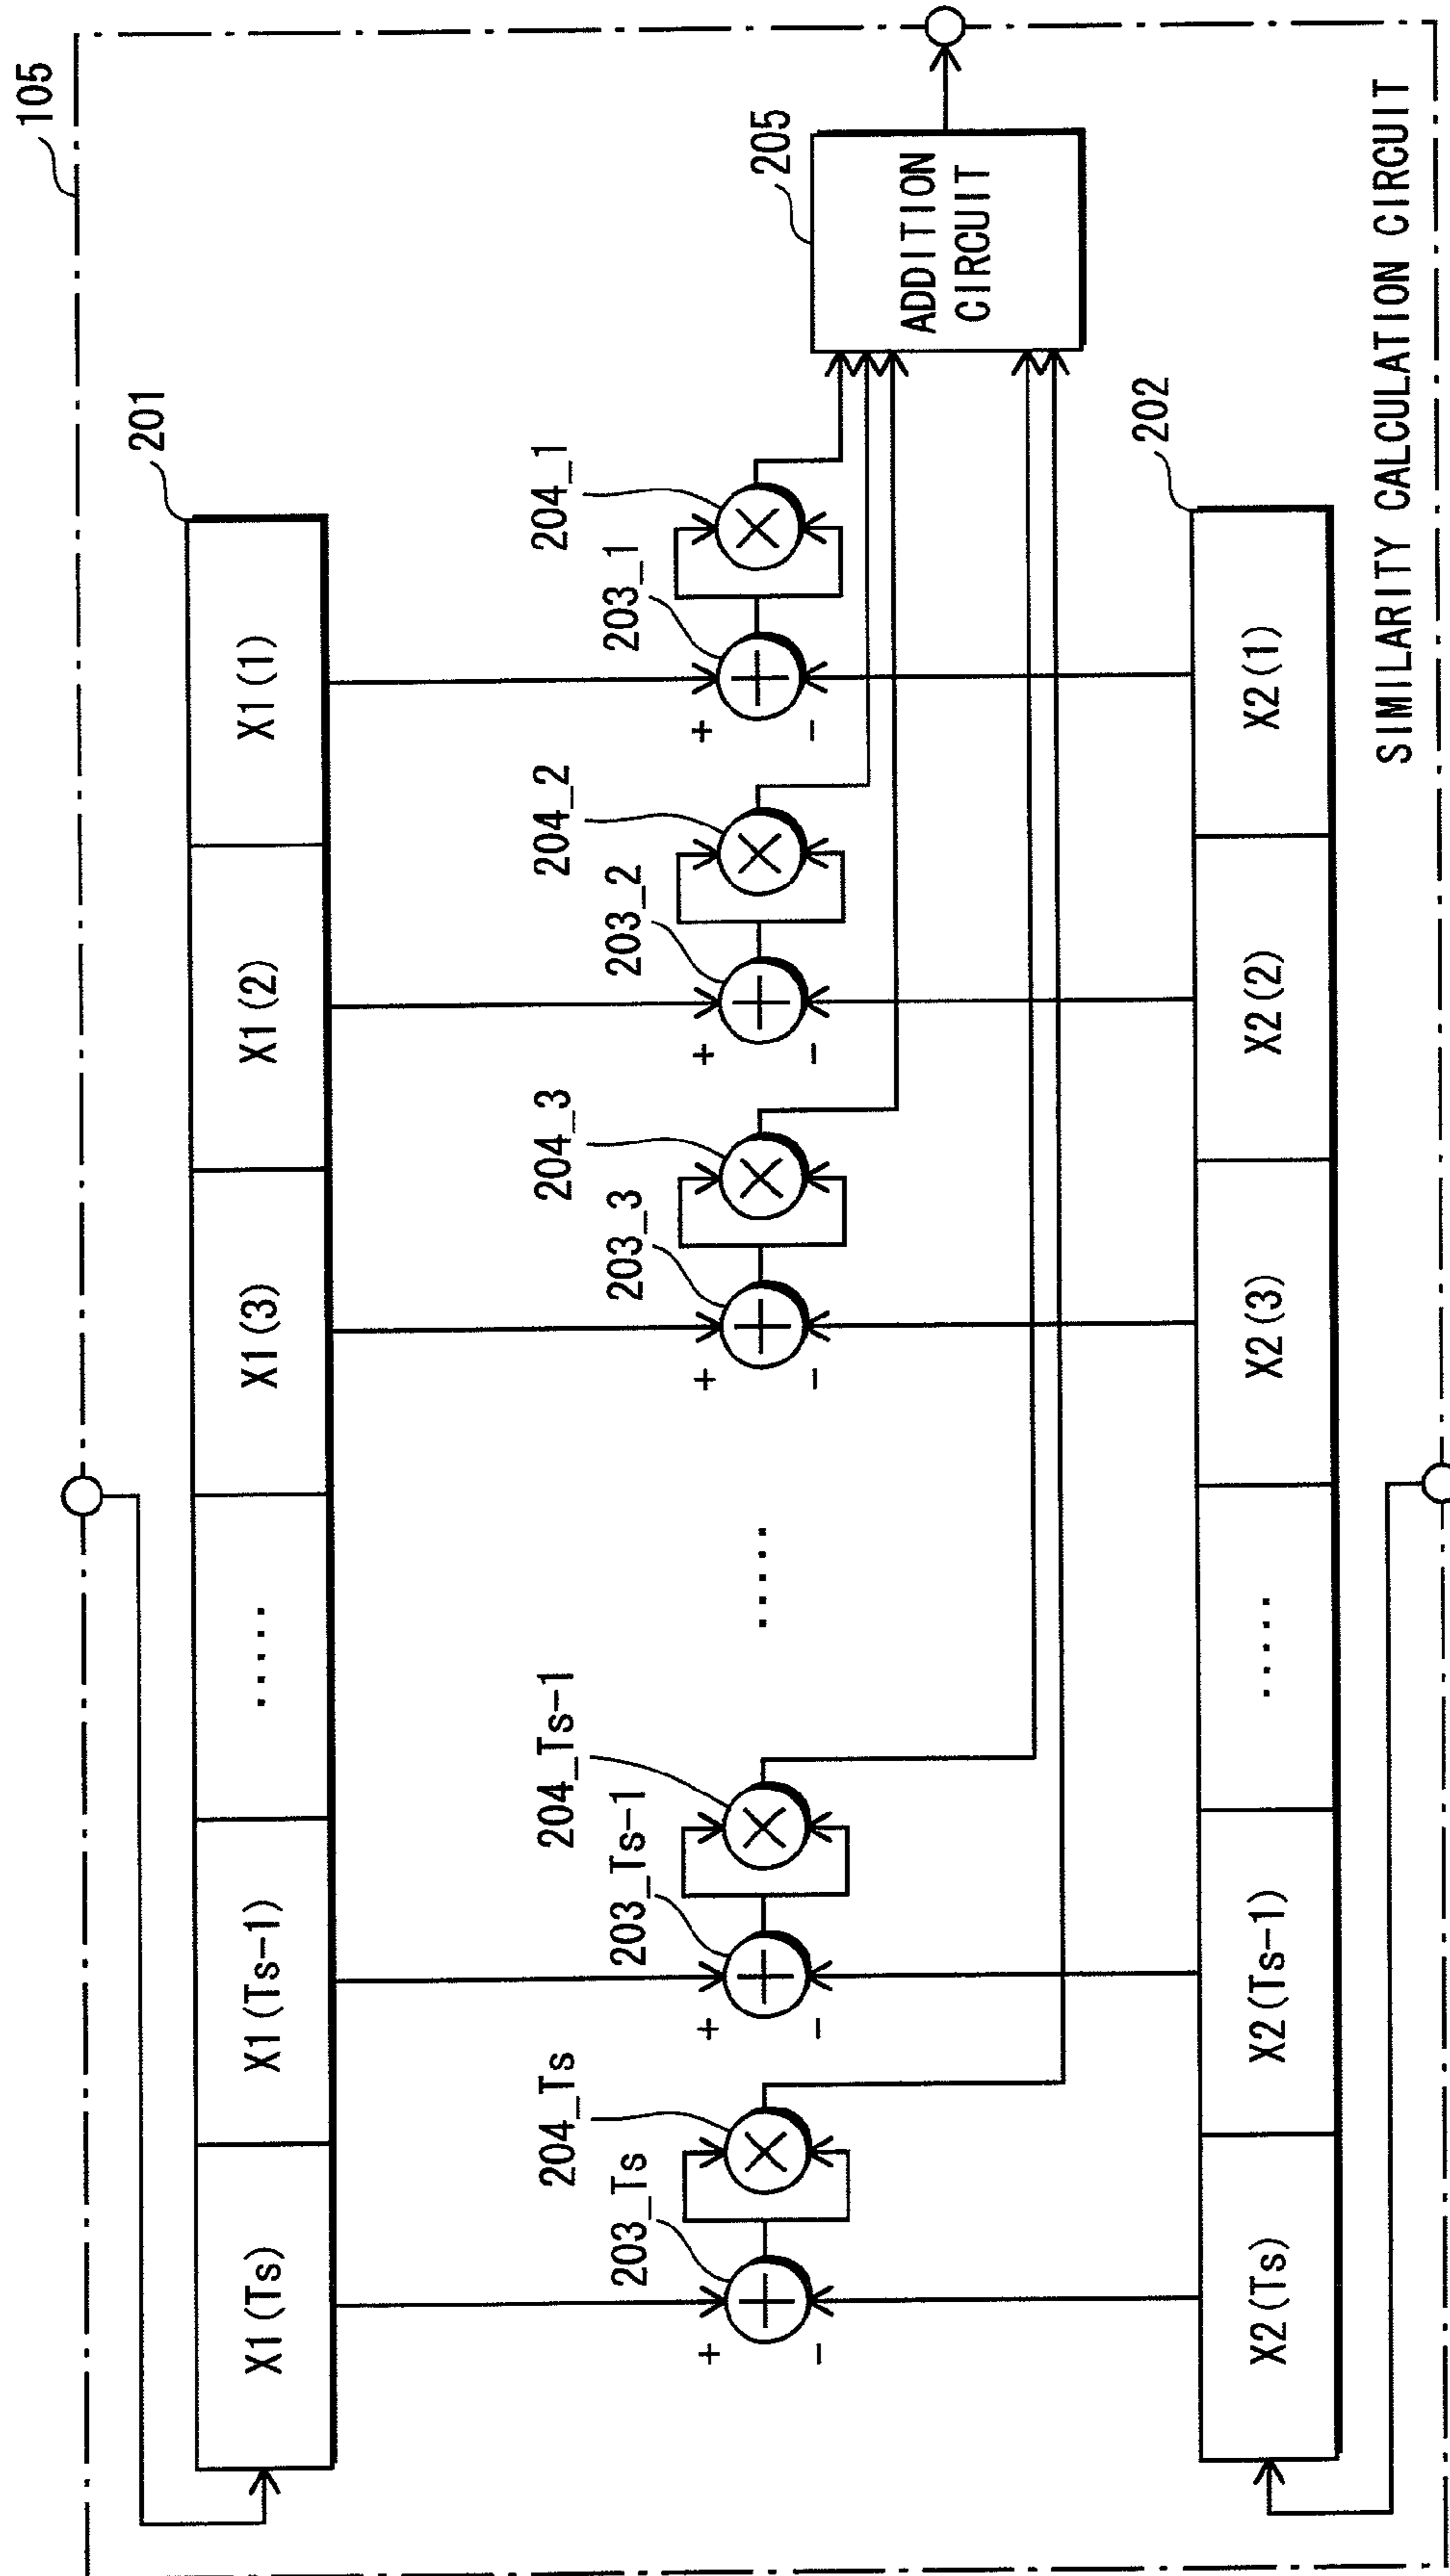 105
201
X1(Ts)
X1(Ts-1)
.....
X1(3)
X1(2)
X1(1)
204_Ts
204_Ts-1
204_3
204_2
204_1
203_Ts
203_Ts-1
203_3
203_2
203_1
+
+
+
+
+
.....
-
-
-
-
-
205
ADDITION
CIRCUIT
202
X2(Ts)
X2(Ts-1)
.....
X2(3)
X2(2)
X2(1)
SIMILARITY CALCULATION CIRCUIT